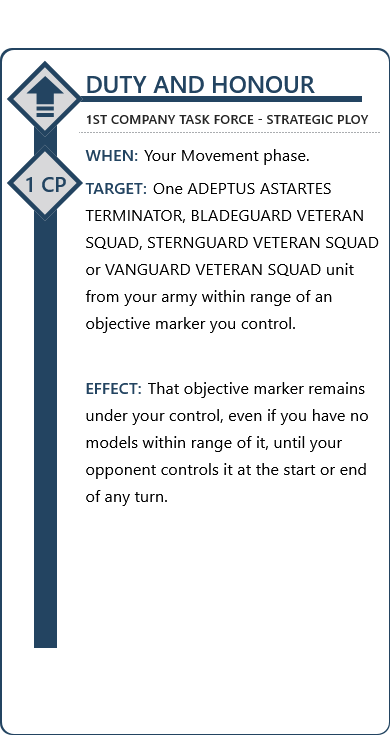 DUTY AND HONOUR
1ST COMPANY TASK FORCE - STRATEGIC PLOY
WHEN: Your Movement phase.
1 CP
TARGET: One ADEPTUS ASTARTES
TERMINATOR, BLADEGUARD VETERAN
SQUAD, STERNGUARD VETERAN SQUAD
or VANGUARD VETERAN SQUAD unit
from your army within range of an
objective marker you control.
EFFECT: That objective marker remains
under your control, even if you have no
models within range of it, until your
opponent controls it at the start or end
of any turn.